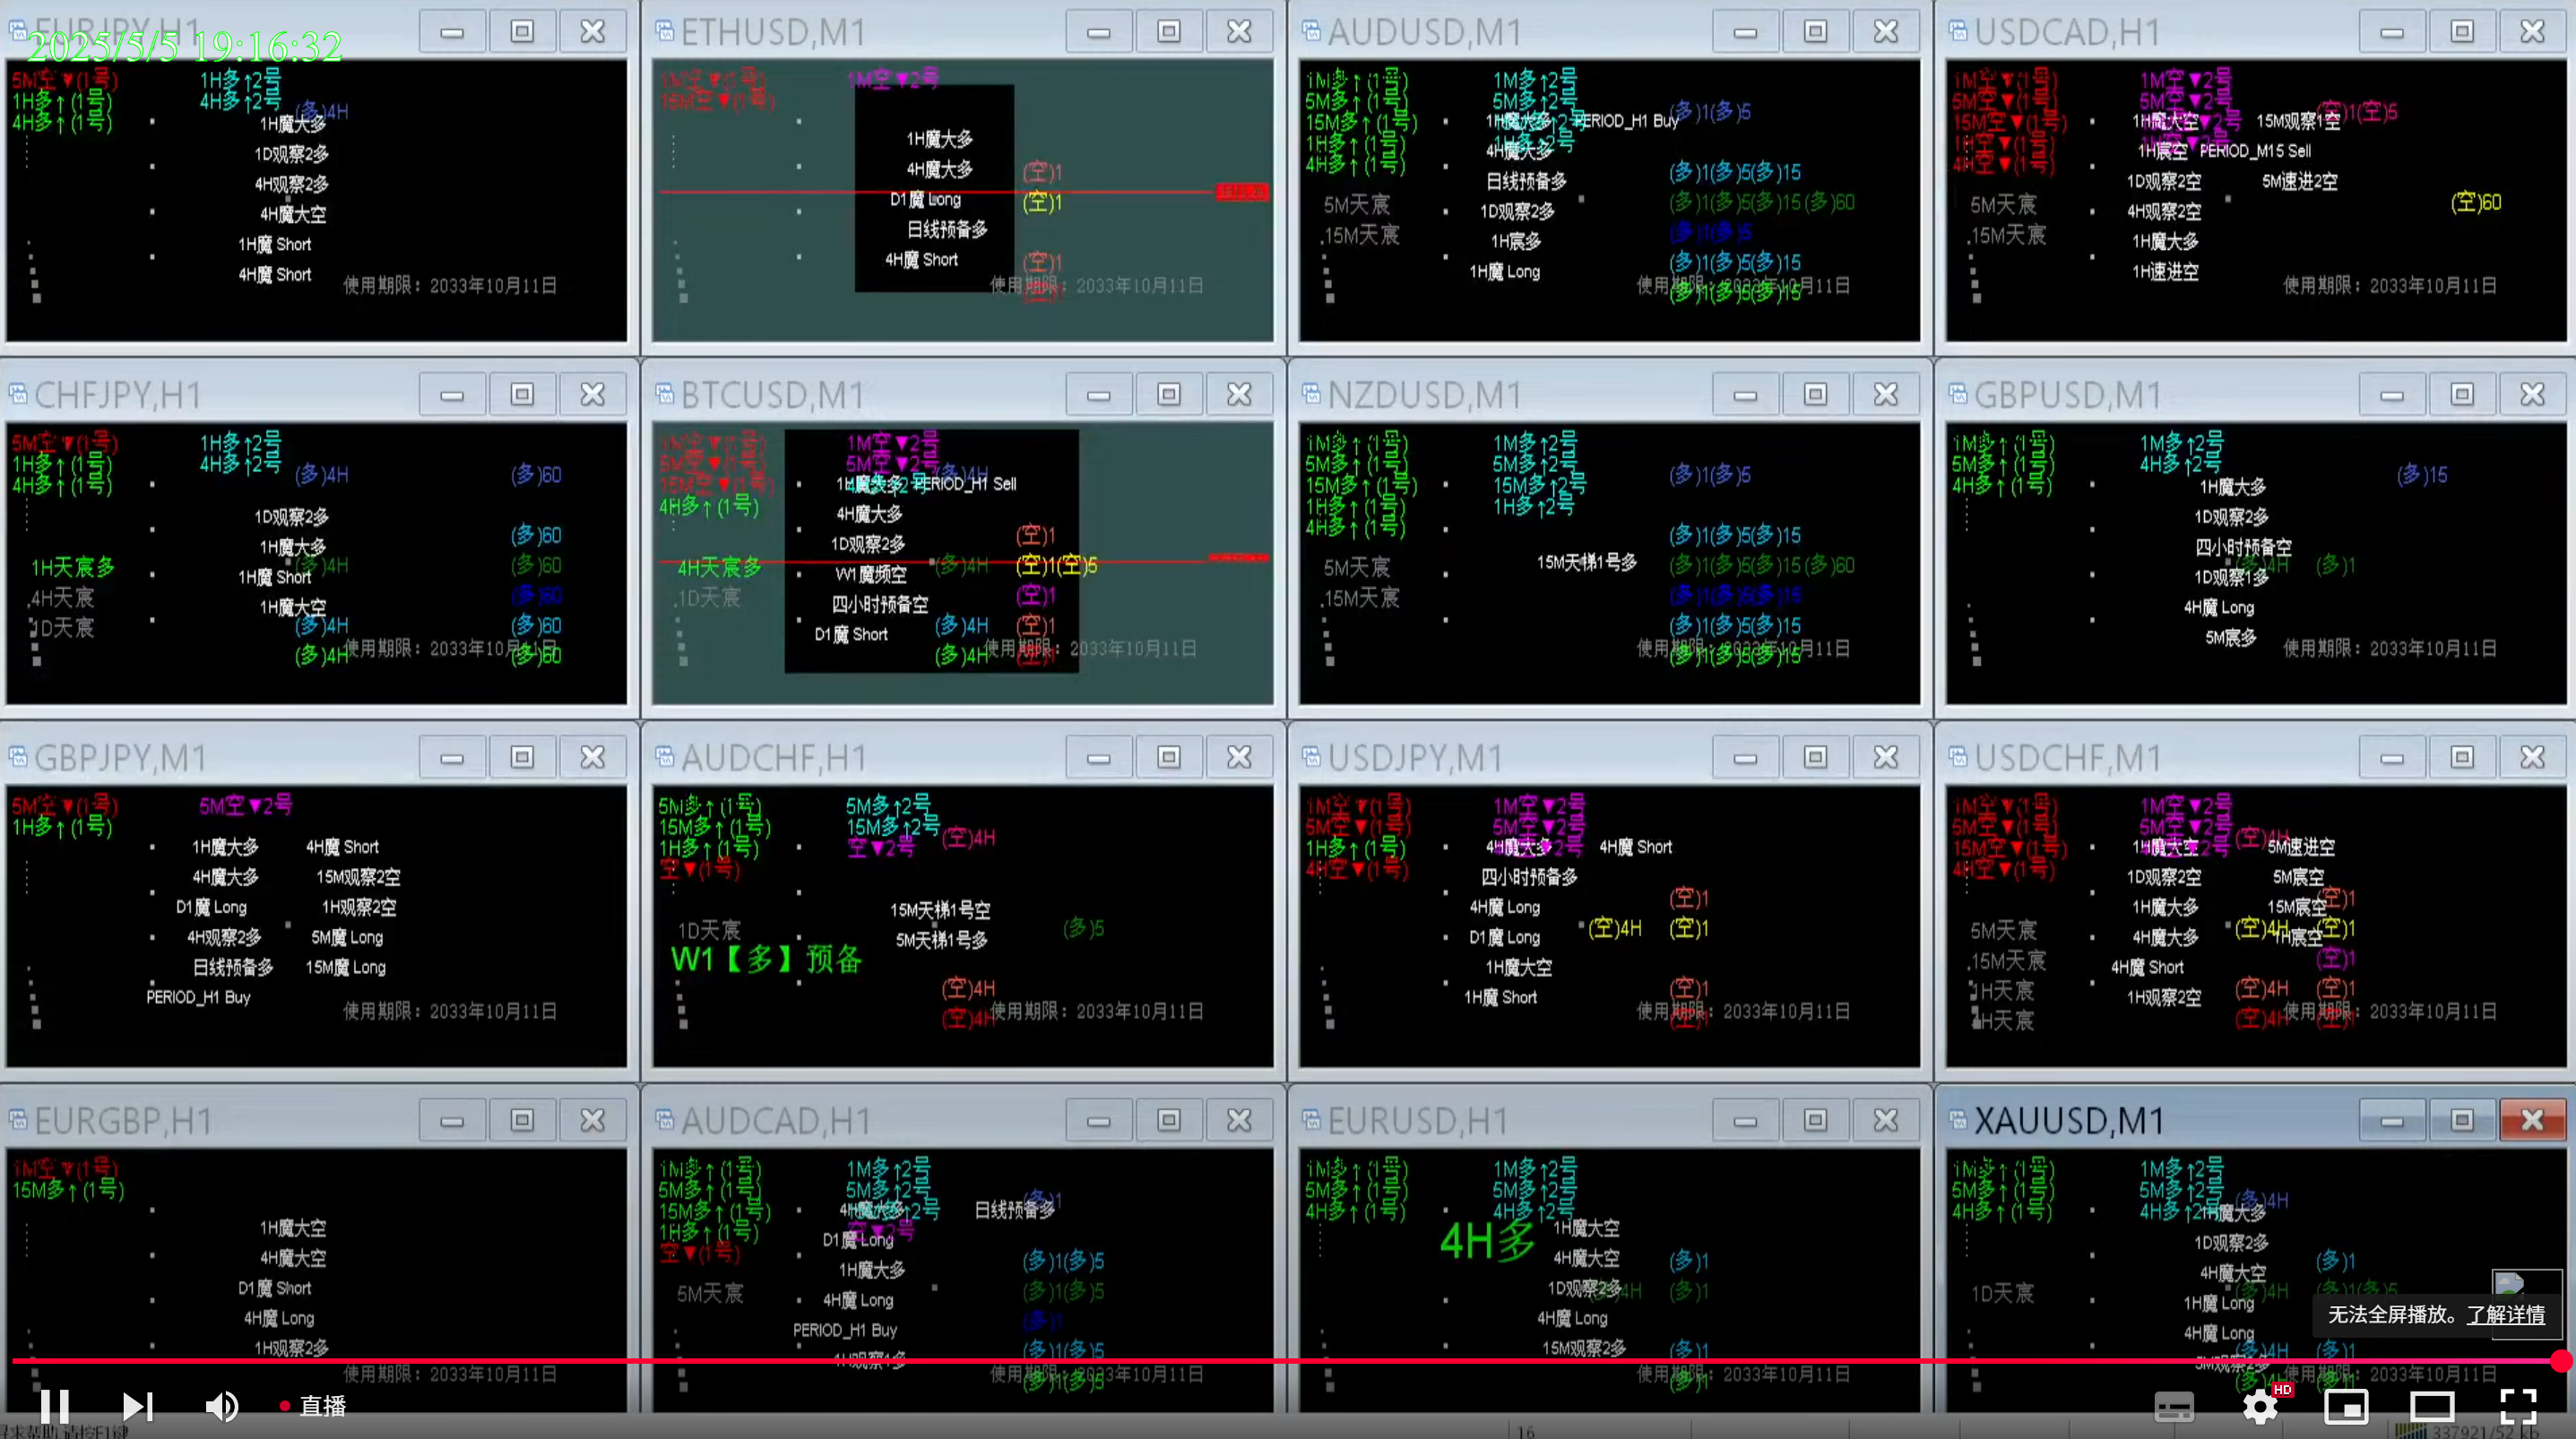 EURJPY,H1
2025/5/5 19:16:32
5M空▼(1号)
1H多↑2号
1H多↑(1号)
4H多↑2号
(多)4H
4H多↑(1号)
1H魔大多
1D观察2多
4H观察2多
4H魔大空
1H魔 Short
4H魔 Short
使用期限：2033年10月11日
ETHUSD,M1
1M空▼(1号)
1M空▼2号
15M空▼(1号)
1H魔大多
4H魔大多
(空)1
D1魔 Long
(空)1
日线预备多
4H魔 Short
(空)1
使用期限：2033年10月11日
AUDUSD,M1
1M多↑(1号)
1M多↑2号
5M多↑(1号)
5M多↑2号
(多)1(多)5
15M多↑(1号)
1H魔大多
PERIOD_H1 Buy
1H多↑(1号)
1H多↑2号
4H魔大多
4H多↑(1号)
(多)1(多)5(多)15
日线预备多
5M天宸
1D观察2多
(多)1(多)5(多)15(多)60
.15M天宸
1H宸多
(多)1(多)5
1H魔 Long
(多)1(多)5(多)15
使用期限：2033年10月11日
(多)1(多)5(多)15
USDCAD,H1
1M空▼(1号)
1M空▼2号
5M空▼(1号)
5M空▼2号
(空)1(空)5
15M空▼(1号)
1H魔大空
15M观察1空
1H空▼(1号)
1H宸空
PERIOD_M15 Sell
4H空▼(1号)
1D观察2空
5M速进2空
5M天宸
4H观察2空
(空)60
.15M天宸
1H魔大多
1H速进空
使用期限：2033年10月11日
CHFJPY,H1
5M空▼(1号)
1H多↑2号
1H多↑(1号)
4H多↑2号
(多)4H
(多)60
4H多↑(1号)
1D观察2多
(多)60
1H魔大多
1H天宸多
(多)4H
(多)60
1H魔 Short
.4H天宸
(多)60
1H魔大空
1D天宸
(多)4H
(多)60
(多)4H
使用期限：2033年10月11日
(多)60
BTCUSD,M1
1M空▼(1号)
1M空▼2号
5M空▼(1号)
5M空▼2号
(多)4H
15M空▼(1号)
1H魔大多
PERIOD_H1 Sell
4H多↑(1号)
4H魔大多
1D观察2多
(空)1
4H天宸多
W1魔频空
(多)4H
(空)1(空)5
.1D天宸
四小时预备空
(空)1
D1魔 Short
(多)4H
(空)1
(多)4H
使用期限：2033年10月11日
NZDUSD,M1
1M多↑(1号)
1M多↑2号
5M多↑(1号)
5M多↑2号
(多)1(多)5
15M多↑(1号)
15M多↑2号
1H多↑(1号)
1H多↑2号
4H多↑(1号)
(多)1(多)5(多)15
5M天宸
15M天梯1号多
(多)1(多)5(多)15(多)60
.15M天宸
(多)1(多)5(多)15
(多)1(多)5(多)15
使用期限：2033年10月11日
(多)1(多)5(多)15
GBPUSD,M1
1M多↑(1号)
1M多↑2号
5M多↑(1号)
4H多↑2号
(多)15
4H多↑(1号)
1H魔大多
1D观察2多
四小时预备空
(多)4H
(多)1
1D观察1多
4H魔 Long
5M宸多
使用期限：2033年10月11日
GBPJPY,M1
5M空▼(1号)
5M空▼2号
1H多↑(1号)
1H魔大多
4H魔 Short
4H魔大多
15M观察2空
D1魔 Long
1H观察2空
4H观察2多
5M魔 Long
日线预备多
15M魔 Long
PERIOD_H1 Buy
使用期限：2033年10月11日
AUDCHF,H1
5M多↑(1号)
5M多↑2号
15M多↑(1号)
15M多↑2号
(空)4H
1H多↑(1号)
空▼2号
空▼(1号)
15M天梯1号空
1D天宸
(多)5
5M天梯1号多
W1【多】预备
(空)4H
(空)4H
使用期限：2033年10月11日
USDJPY,M1
1M空▼(1号)
1M空▼2号
5M空▼(1号)
5M空▼2号
1H多↑(1号)
4H魔大多
4H魔 Short
4H空▼(1号)
四小时预备多
(空)1
4H魔 Long
(空)4H
(空)1
D1魔 Long
1H魔大空
(空)1
1H魔 Short
使用期限：2033年10月11日
USDCHF,M1
1M空▼(1号)
1M空▼2号
5M空▼(1号)
5M空▼2号
(空)4H
15M空▼(1号)
1H魔大空
5M速进空
4H空▼(1号)
1D观察2空
5M宸空
(空)1
1H魔大多
15M宸空
5M天宸
(空)4H
(空)1
4H魔大多
1H宸空
.15M天宸
4H魔 Short
(空)1
1H天宸
1H观察2空
(空)4H
(空)1
4H天宸
(空)4H
使用期限：2033年10月11日
EURGBP,H1
1M空▼(1号)
15M多↑(1号)
1H魔大空
4H魔大空
D1魔 Short
4H魔 Long
1H观察2多
使用期限：2033年10月11日
AUDCAD,H1
1M多↑(1号)
1M多↑2号
5M多↑(1号)
5M多↑2号
(多)1
15M多↑(1号)
4H魔大多
日线预备多
1H多↑(1号)
空▼2号
D1魔 Long
空▼(1号)
(多)1(多)5
1H魔大多
5M天宸
4H魔 Long
(多)1(多)5
(多)1
PERIOD_H1 Buy
(多)1(多)5
1H观察1多
使用期限：2033年10月11日
(多)1(多)5
EURUSD,H1
1M多↑(1号)
1M多↑2号
5M多↑(1号)
5M多↑2号
4H多↑(1号)
4H多↑2号
4H多
1H魔大空
4H魔大空
(多)1
1D观察2多
(多)1
4H魔 Long
15M观察2多
(多)1
使用期限：2033年10月11日
(多)1
XAUUSD,M1
1M多↑(1号)
1M多↑2号
5M多↑(1号)
5M多↑2号
(多)4H
4H多↑(1号)
4H多↑2号
1H魔大多
1D观察2多
4H魔大空
(多)1
1D天宸
(多)4H
(多)1(多)5
1H魔 Long
4H魔 Long
(多)4H
(多)1
使用期限：2033年10月11日
无法全屏播放。了解详情
直播
HD
16
337921/52 kb